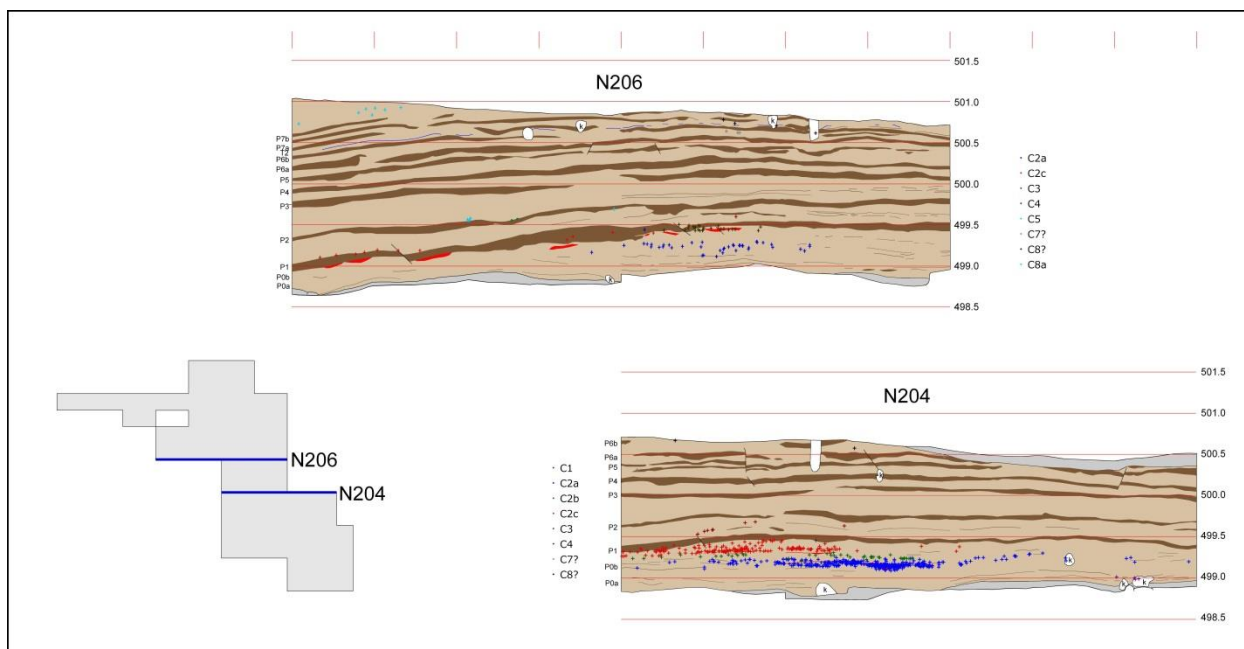 501.5
N206
501.0
P7b
P7a
T2
P6b
P6a
P5
P4
P3
P2
P1
P0b
P0a
k
k
k
500.5
500.0
499.5
499.0
498.5
C2a
C2c
C3
C4
C5
C7?
C8?
C8a
N206
N204
C1
C2a
C2b
C2c
C3
C4
C7?
C8?
501.5
N204
501.0
P6b
P6a
P5
P4
P3
P2
P1
P0b
P0a
k
k
k
k
k
500.5
500.0
499.5
499.0
498.5